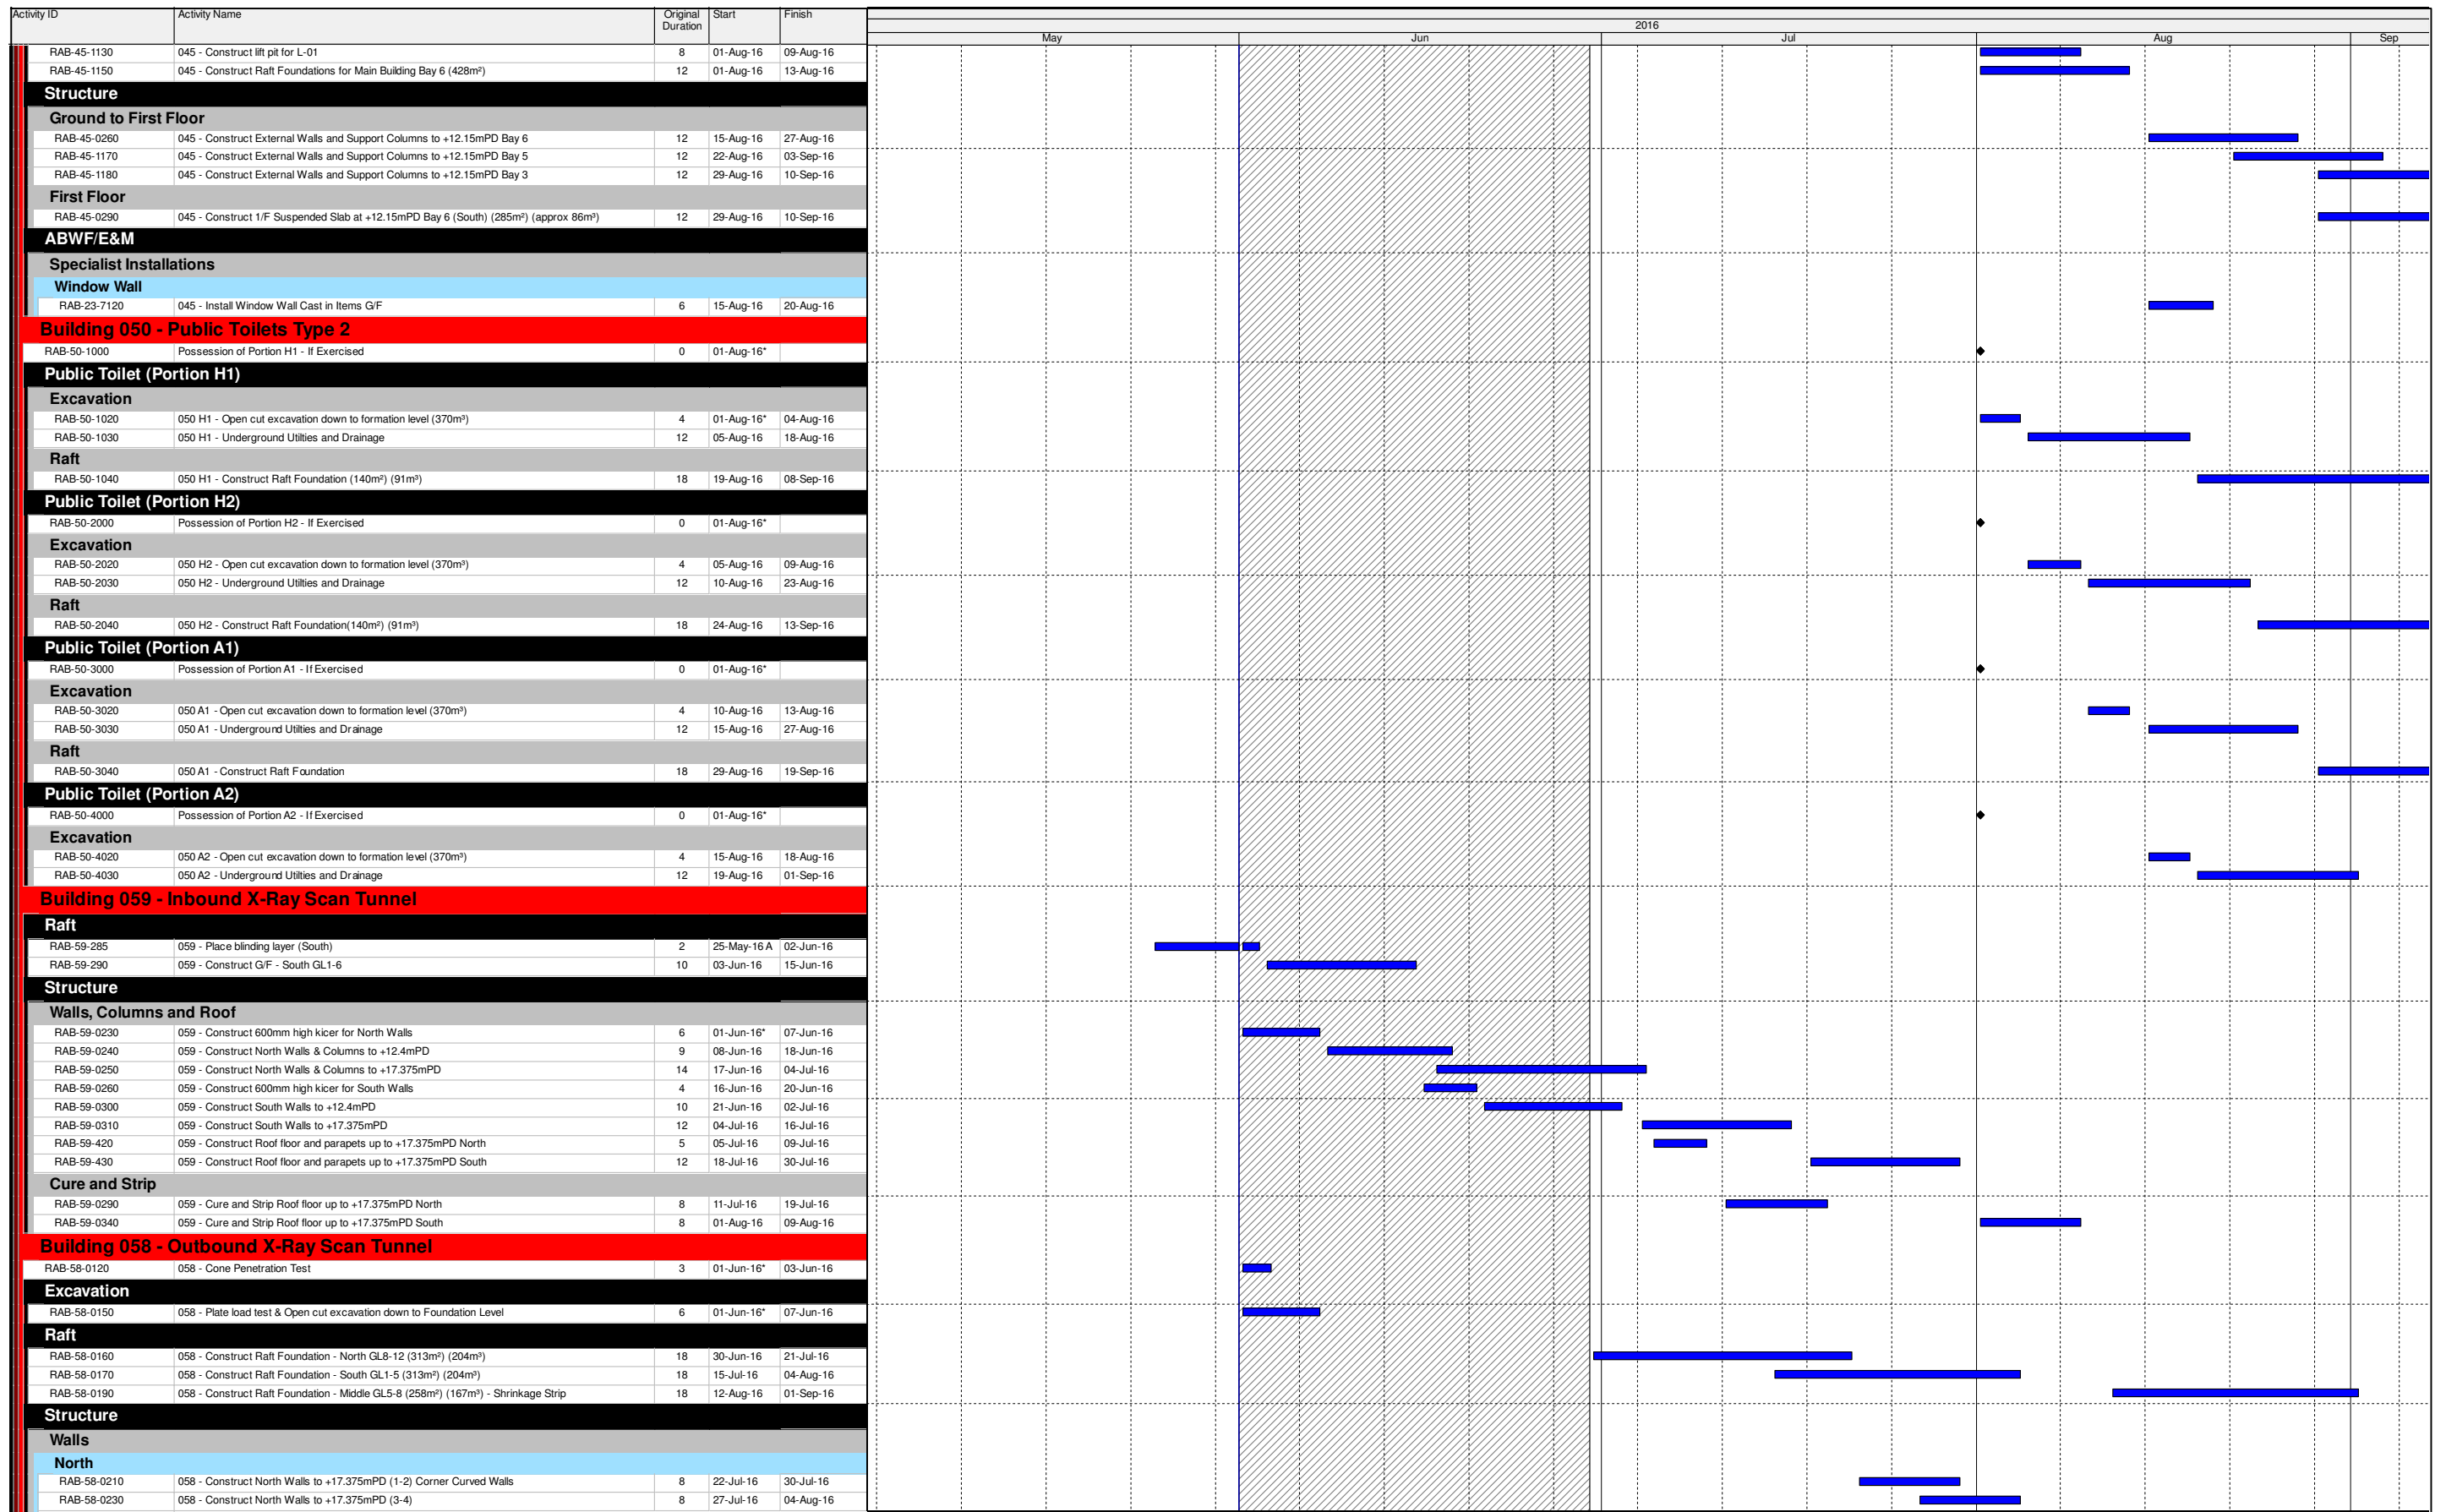 Activity ID Activity Name Original Start Finish
Duration
2016
May Jun Jul Aug Sep
RAB-45-1130 045 - Construct lift pit for L-01 8 01-Aug-16 09-Aug-16
RAB-45-1150 045 - Construct Raft Foundations for Main Building Bay 6 (428m²) 12 01-Aug-16 13-Aug-16
Structure
Ground to First Floor
RAB-45-0260 045 - Construct External Walls and Support Columns to +12.15mPD Bay 6 12 15-Aug-16 27-Aug-16
RAB-45-1170 045 - Construct External Walls and Support Columns to +12.15mPD Bay 5 12 22-Aug-16 03-Sep-16
RAB-45-1180 045 - Construct External Walls and Support Columns to +12.15mPD Bay 3 12 29-Aug-16 10-Sep-16
First Floor
RAB-45-0290 045 - Construct 1/F Suspended Slab at +12.15mPD Bay 6 (South) (285m²) (approx 86m³) 12 29-Aug-16 10-Sep-16
ABWF/E&M
Specialist Installations
Window Wall
RAB-23-7120 045 - Install Window Wall Cast in Items G/F 6 15-Aug-16 20-Aug-16
Building 050 - Public Toilets Type 2
RAB-50-1000 Possession of Portion H1 - If Exercised 0 01-Aug-16*
Public Toilet (Portion H1)
Excavation
RAB-50-1020 050 H1 - Open cut excavation down to formation level (370m³) 4 01-Aug-16* 04-Aug-16
RAB-50-1030 050 H1 - Underground Utilties and Drainage 12 05-Aug-16 18-Aug-16
Raft
RAB-50-1040 050 H1 - Construct Raft Foundation (140m²) (91m³) 18 19-Aug-16 08-Sep-16
Public Toilet (Portion H2)
RAB-50-2000 Possession of Portion H2 - If Exercised 0 01-Aug-16*
Excavation
RAB-50-2020 050 H2 - Open cut excavation down to formation level (370m³) 4 05-Aug-16 09-Aug-16
RAB-50-2030 050 H2 - Underground Utilties and Drainage 12 10-Aug-16 23-Aug-16
Raft
RAB-50-2040 050 H2 - Construct Raft Foundation(140m²) (91m³) 18 24-Aug-16 13-Sep-16
Public Toilet (Portion A1)
RAB-50-3000 Possession of Portion A1 - If Exercised 0 01-Aug-16*
Excavation
RAB-50-3020 050 A1 - Open cut excavation down to formation level (370m³) 4 10-Aug-16 13-Aug-16
RAB-50-3030 050 A1 - Underground Utilties and Drainage 12 15-Aug-16 27-Aug-16
Raft
RAB-50-3040 050 A1 - Construct Raft Foundation 18 29-Aug-16 19-Sep-16
Public Toilet (Portion A2)
RAB-50-4000 Possession of Portion A2 - If Exercised 0 01-Aug-16*
Excavation
RAB-50-4020 050 A2 - Open cut excavation down to formation level (370m³) 4 15-Aug-16 18-Aug-16
RAB-50-4030 050 A2 - Underground Utilties and Drainage 12 19-Aug-16 01-Sep-16
Building 059 - Inbound X-Ray Scan Tunnel
Raft
RAB-59-285 059 - Place blinding layer (South) 2 25-May-16 A 02-Jun-16
RAB-59-290 059 - Construct G/F - South GL1-6 10 03-Jun-16 15-Jun-16
Structure
Walls, Columns and Roof
RAB-59-0230 059 - Construct 600mm high kicer for North Walls 6 01-Jun-16* 07-Jun-16
RAB-59-0240 059 - Construct North Walls & Columns to +12.4mPD 9 08-Jun-16 18-Jun-16
RAB-59-0250 059 - Construct North Walls & Columns to +17.375mPD 14 17-Jun-16 04-Jul-16
RAB-59-0260 059 - Construct 600mm high kicer for South Walls 4 16-Jun-16 20-Jun-16
RAB-59-0300 059 - Construct South Walls to +12.4mPD 10 21-Jun-16 02-Jul-16
RAB-59-0310 059 - Construct South Walls to +17.375mPD 12 04-Jul-16 16-Jul-16
RAB-59-420 059 - Construct Roof floor and parapets up to +17.375mPD North 5 05-Jul-16 09-Jul-16
RAB-59-430 059 - Construct Roof floor and parapets up to +17.375mPD South 12 18-Jul-16 30-Jul-16
Cure and Strip
RAB-59-0290 059 - Cure and Strip Roof floor up to +17.375mPD North 8 11-Jul-16 19-Jul-16
RAB-59-0340 059 - Cure and Strip Roof floor up to +17.375mPD South 8 01-Aug-16 09-Aug-16
Building 058 - Outbound X-Ray Scan Tunnel
RAB-58-0120 058 - Cone Penetration Test 3 01-Jun-16* 03-Jun-16
Excavation
RAB-58-0150 058 - Plate load test & Open cut excavation down to Foundation Level 6 01-Jun-16* 07-Jun-16
Raft
RAB-58-0160 058 - Construct Raft Foundation - North GL8-12 (313m²) (204m³) 18 30-Jun-16 21-Jul-16
RAB-58-0170 058 - Construct Raft Foundation - South GL1-5 (313m²) (204m³) 18 15-Jul-16 04-Aug-16
RAB-58-0190 058 - Construct Raft Foundation - Middle GL5-8 (258m²) (167m³) - Shrinkage Strip 18 12-Aug-16 01-Sep-16
Structure
Walls
North
RAB-58-0210 058 - Construct North Walls to +17.375mPD (1-2) Corner Curved Walls 8 22-Jul-16 30-Jul-16
RAB-58-0230 058 - Construct North Walls to +17.375mPD (3-4) 8 27-Jul-16 04-Aug-16